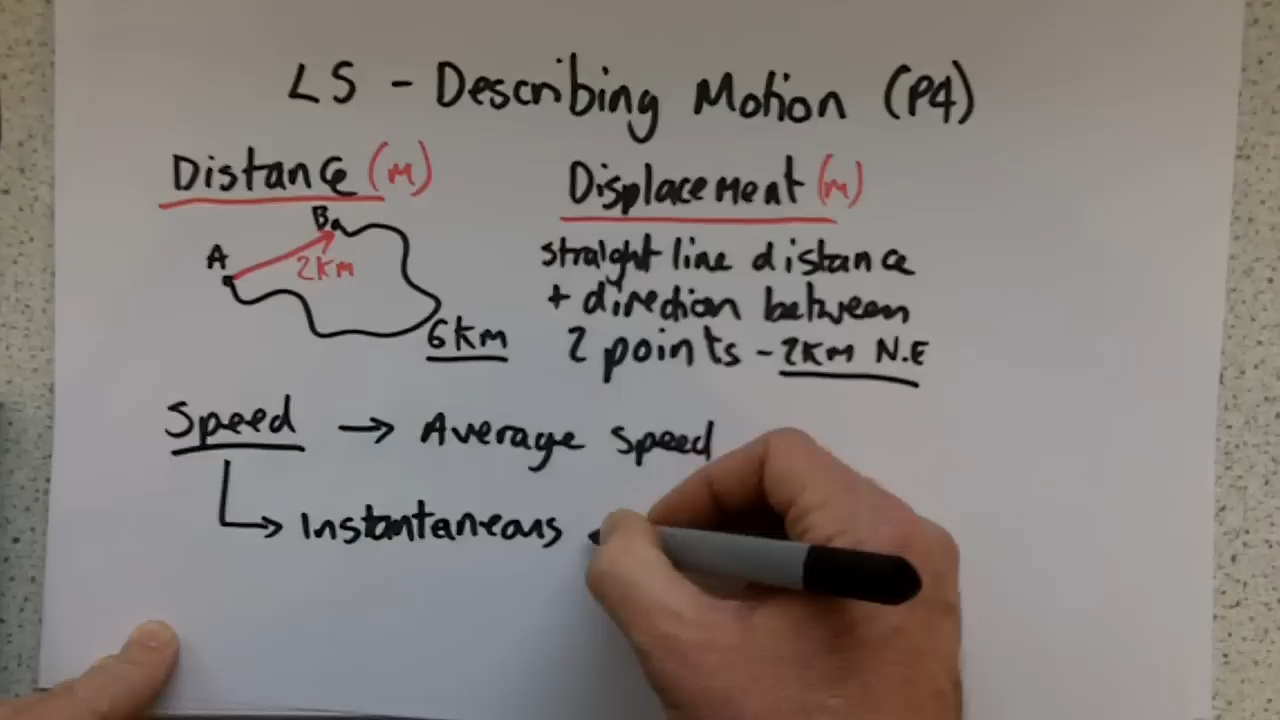 LS - Describing Motion (P4)
Distance (m)
A
B
2km
6km
Displacement (m)
straight line distance
+ direction between
2 points - 2km N.E
Speed → Average speed
Instantaneous